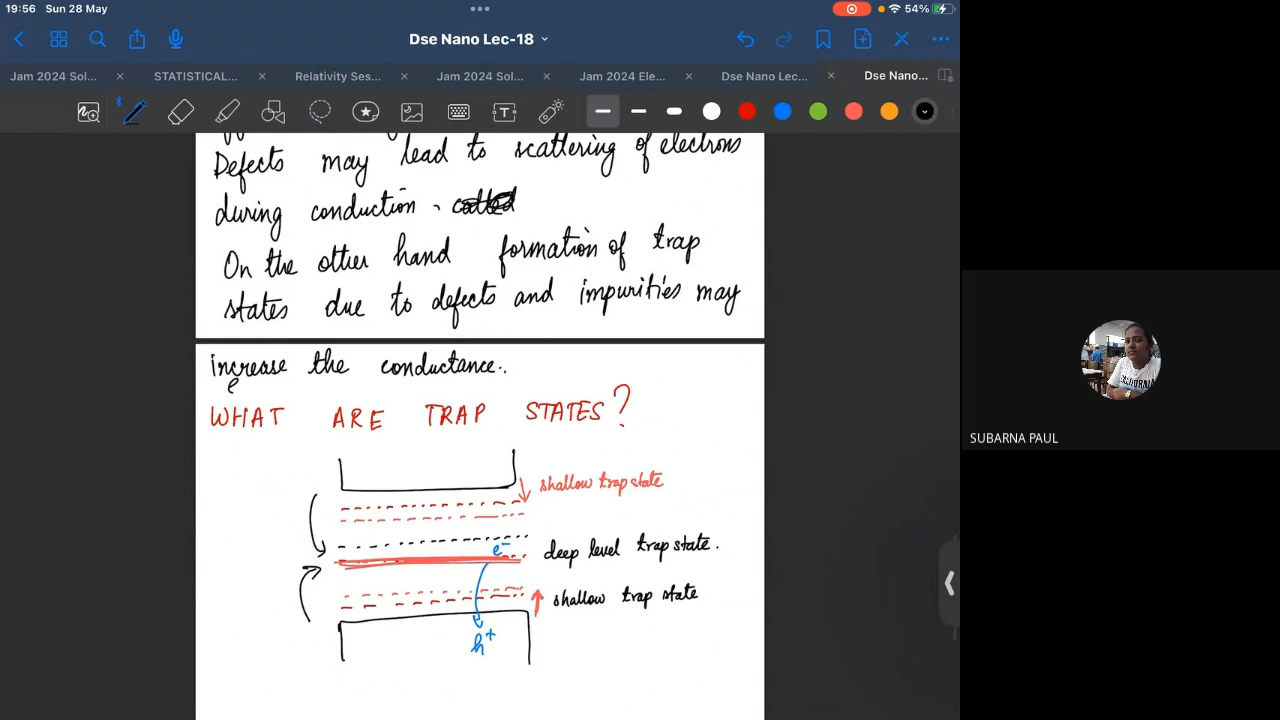 19:56 Sun 28 May
54%
Dse Nano Lec-18
Jam 2024 Sol...
STATISTICAL...
Relativity Ses...
Jam 2024 Sol...
Jam 2024 Ele...
Dse Nano Lec...
Dse Nano...
Defects may lead to scattering of electrons
during conduction.
On the other hand formation of trap
states due to defects and impurities may
increase the conductance.
WHAT ARE TRAP STATES?
shallow trap state
e-
deep level trap state.
shallow trap state
h+
SUBARNA PAUL